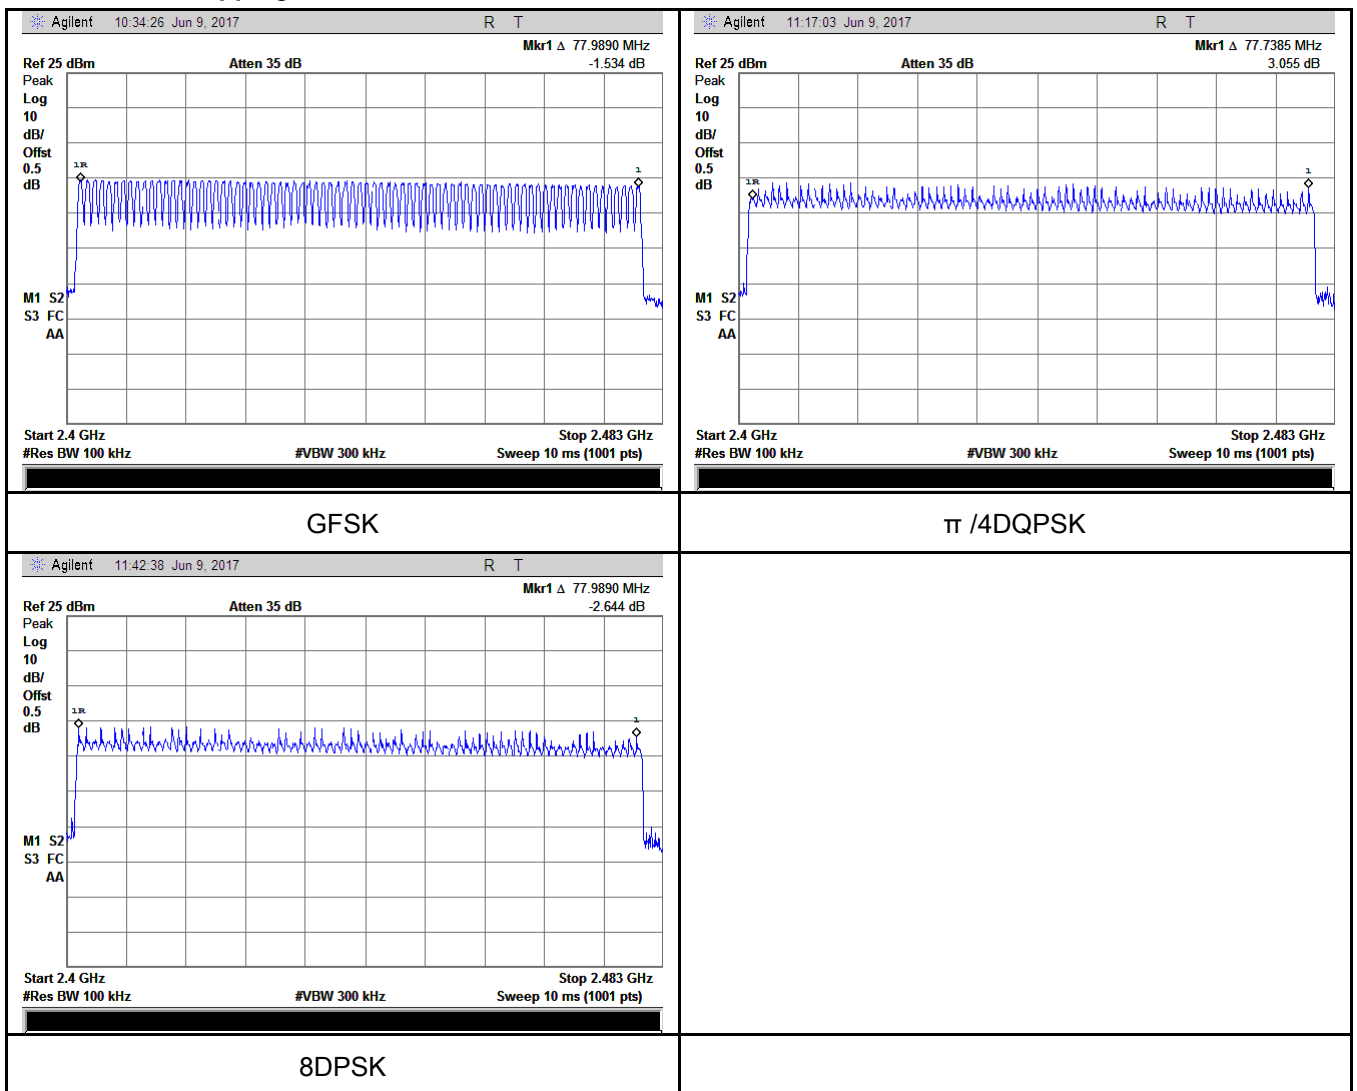 Agilent 10:34:26 Jun 9, 2017 R T
Mkr1 Δ 77.9890 MHz
Ref 25 dBm Atten 35 dB -1.534 dB
Peak
Log
10
dB/
Offst
0.5
dB
1R
1
M1 S2
S3 FC
AA
Start 2.4 GHz Stop 2.483 GHz
#Res BW 100 kHz #VBW 300 kHz Sweep 10 ms (1001 pts)
GFSK
Agilent 11:17:03 Jun 9, 2017 R T
Mkr1 Δ 77.7385 MHz
Ref 25 dBm Atten 35 dB 3.055 dB
Peak
Log
10
dB/
Offst
0.5
dB
1R
1
M1 S2
S3 FC
AA
Start 2.4 GHz Stop 2.483 GHz
#Res BW 100 kHz #VBW 300 kHz Sweep 10 ms (1001 pts)
π /4DQPSK
Agilent 11:42:38 Jun 9, 2017 R T
Mkr1 Δ 77.9890 MHz
Ref 25 dBm Atten 35 dB -2.644 dB
Peak
Log
10
dB/
Offst
0.5
dB
1R
1
M1 S2
S3 FC
AA
Start 2.4 GHz Stop 2.483 GHz
#Res BW 100 kHz #VBW 300 kHz Sweep 10 ms (1001 pts)
8DPSK